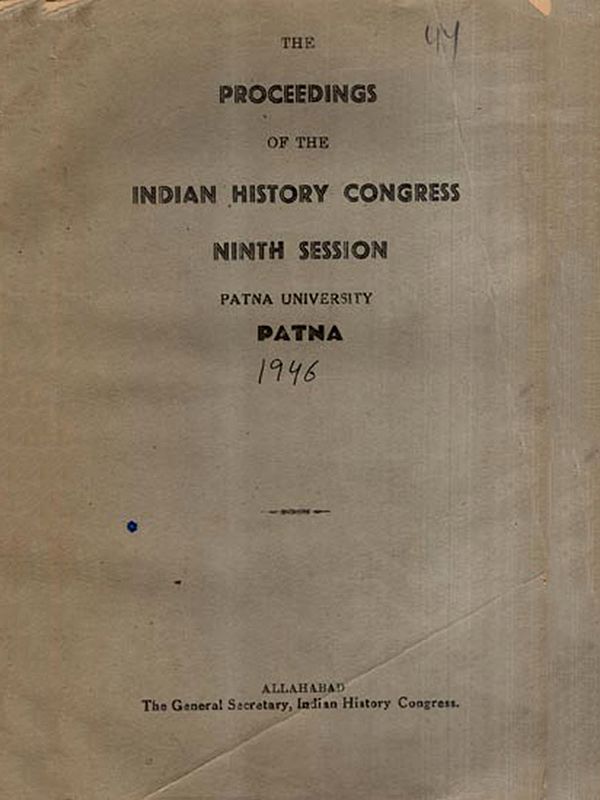 44
THE
PROCEEDINGS
OF THE
INDIAN HISTORY CONGRESS
NINTH SESSION
PATNA UNIVERSITY
PATNA
1946
ALLAHABAD
The General Secretary, Indian History Congress.